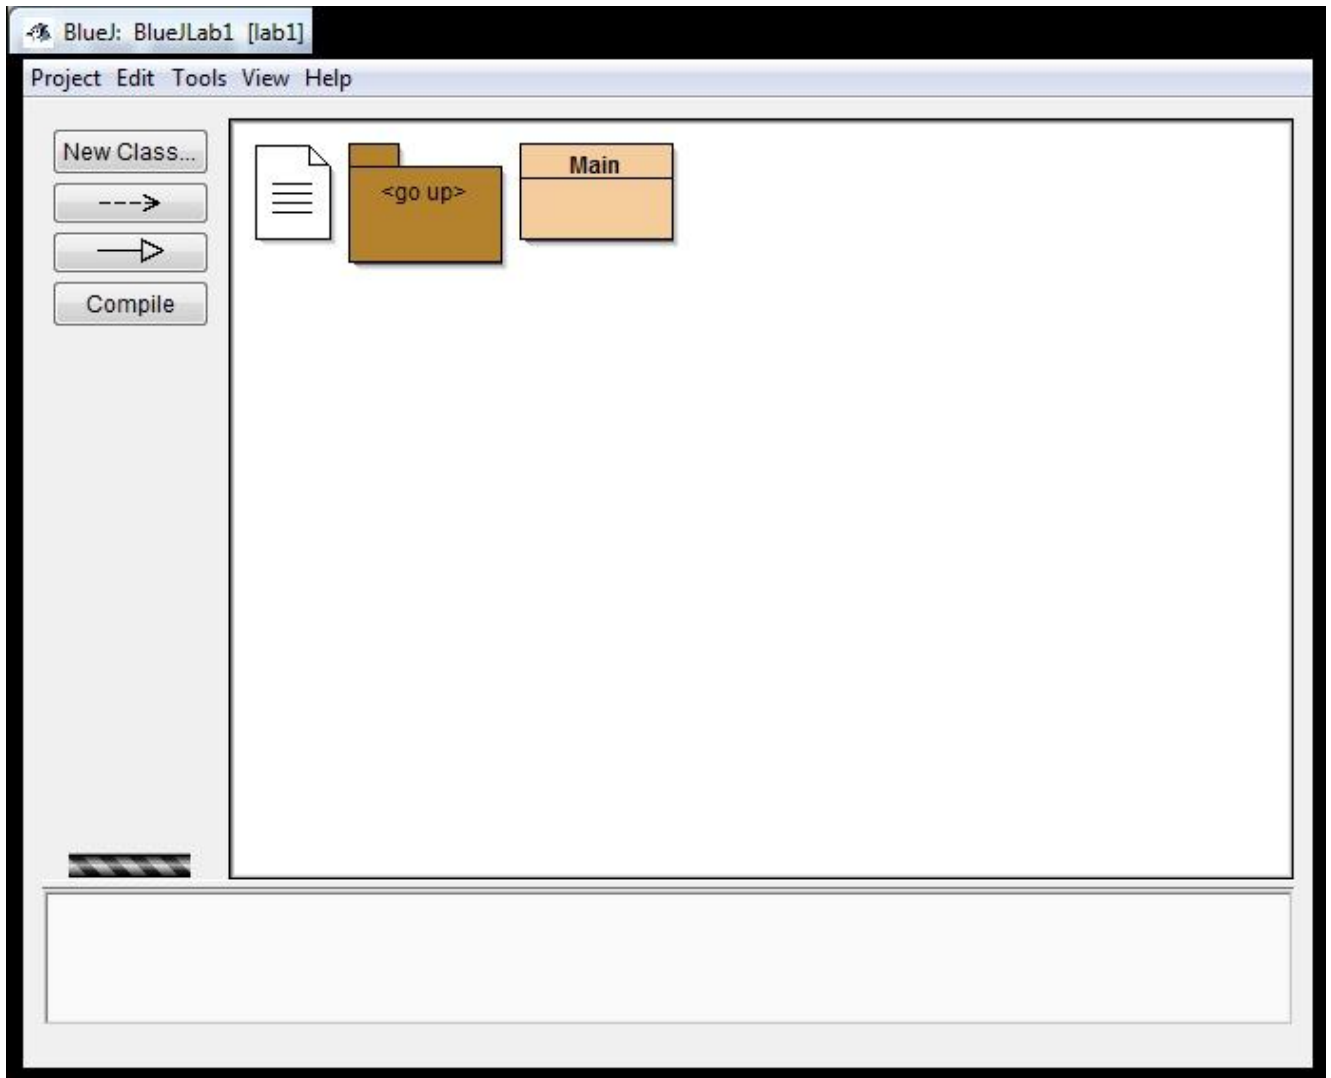 BlueJ: BlueJLab1 [lab1]
Project Edit Tools View Help
New Class...
<go up>
Main
Compile